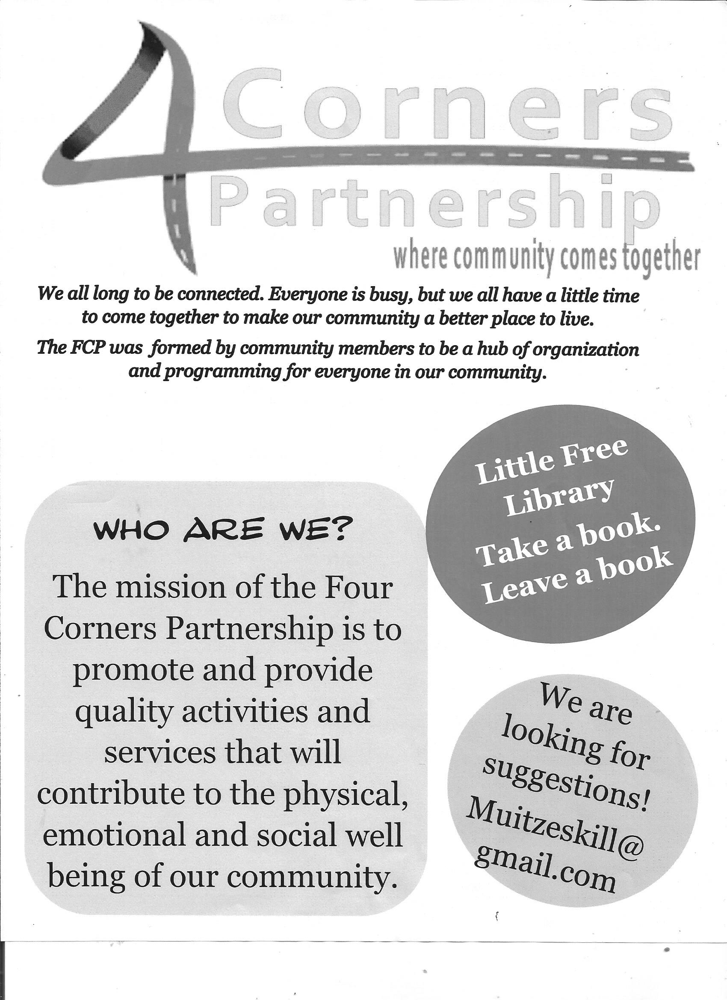 4 Corners
Partnership
where community comes together
We all long to be connected. Everyone is busy, but we all have a little time
to come together to make our community a better place to live.
The FCP was formed by community members to be a hub of organization
and programming for everyone in our community.
Little Free
Library
Take a book.
Leave a book
WHO ARE WE?
The mission of the Four
Corners Partnership is to
promote and provide
quality activities and
services that will
contribute to the physical,
emotional and social well
being of our community.
We are
looking for
suggestions!
Muitzeskill@
gmail.com